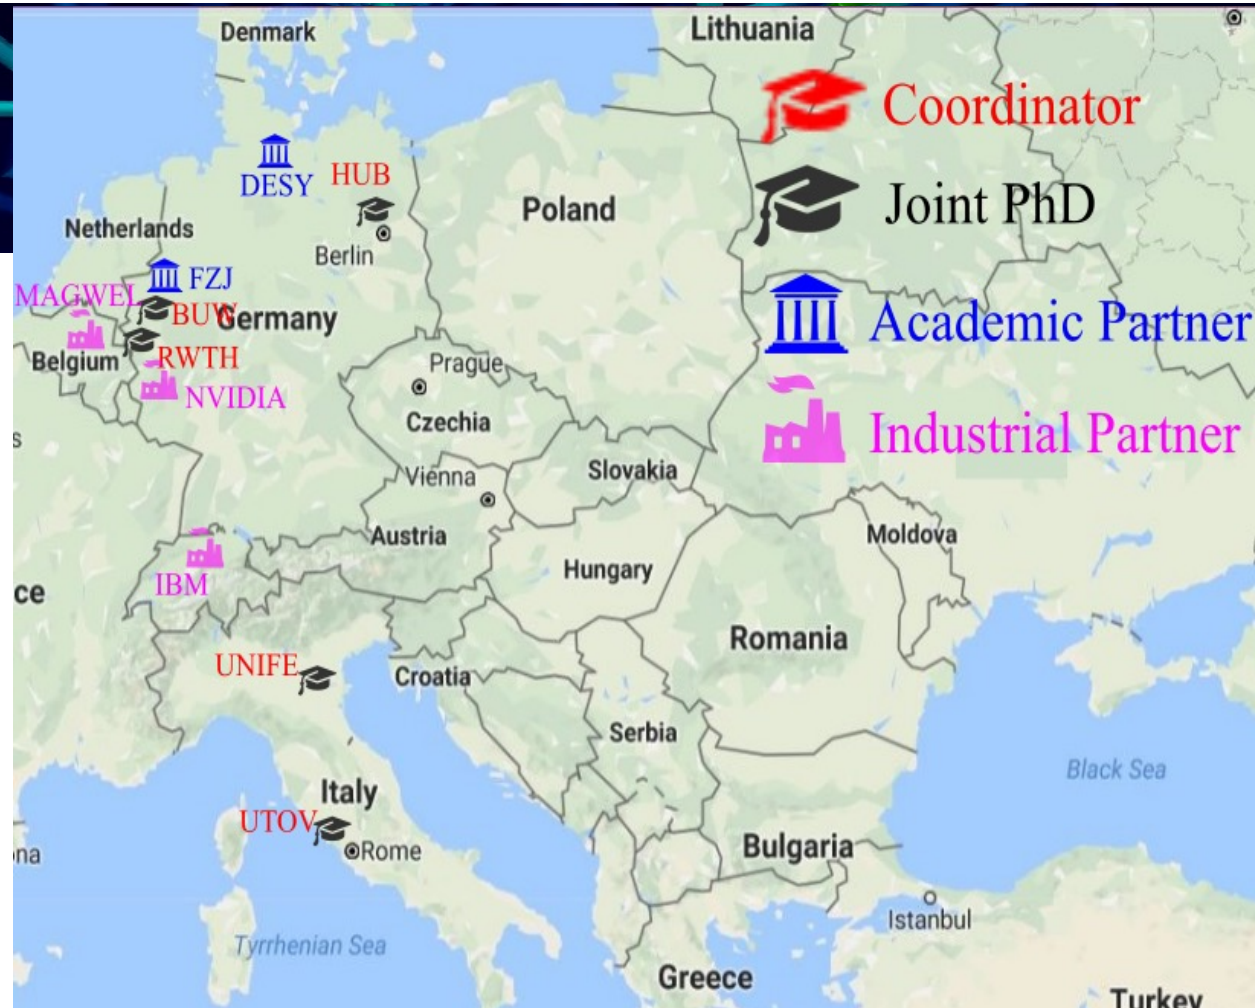 Denmark
Lithuania
Coordinator
DESY
HUB
Joint PhD
Poland
Netherlands
Berlin
FZJ
MAGWEL
BUW
Germany
Academic Partner
Belgium
RWTH
Prague
NVIDIA
Czechia
Industrial Partner
s
Slovakia
Vienna
Austria
Moldova
Hungary
IBM
ce
Romania
UNIFE
Croatia
Serbia
Black Sea
Italy
UTOV
Rome
na
Bulgaria
Istanbul
Tyrrhenian Sea
Greece
Turkey